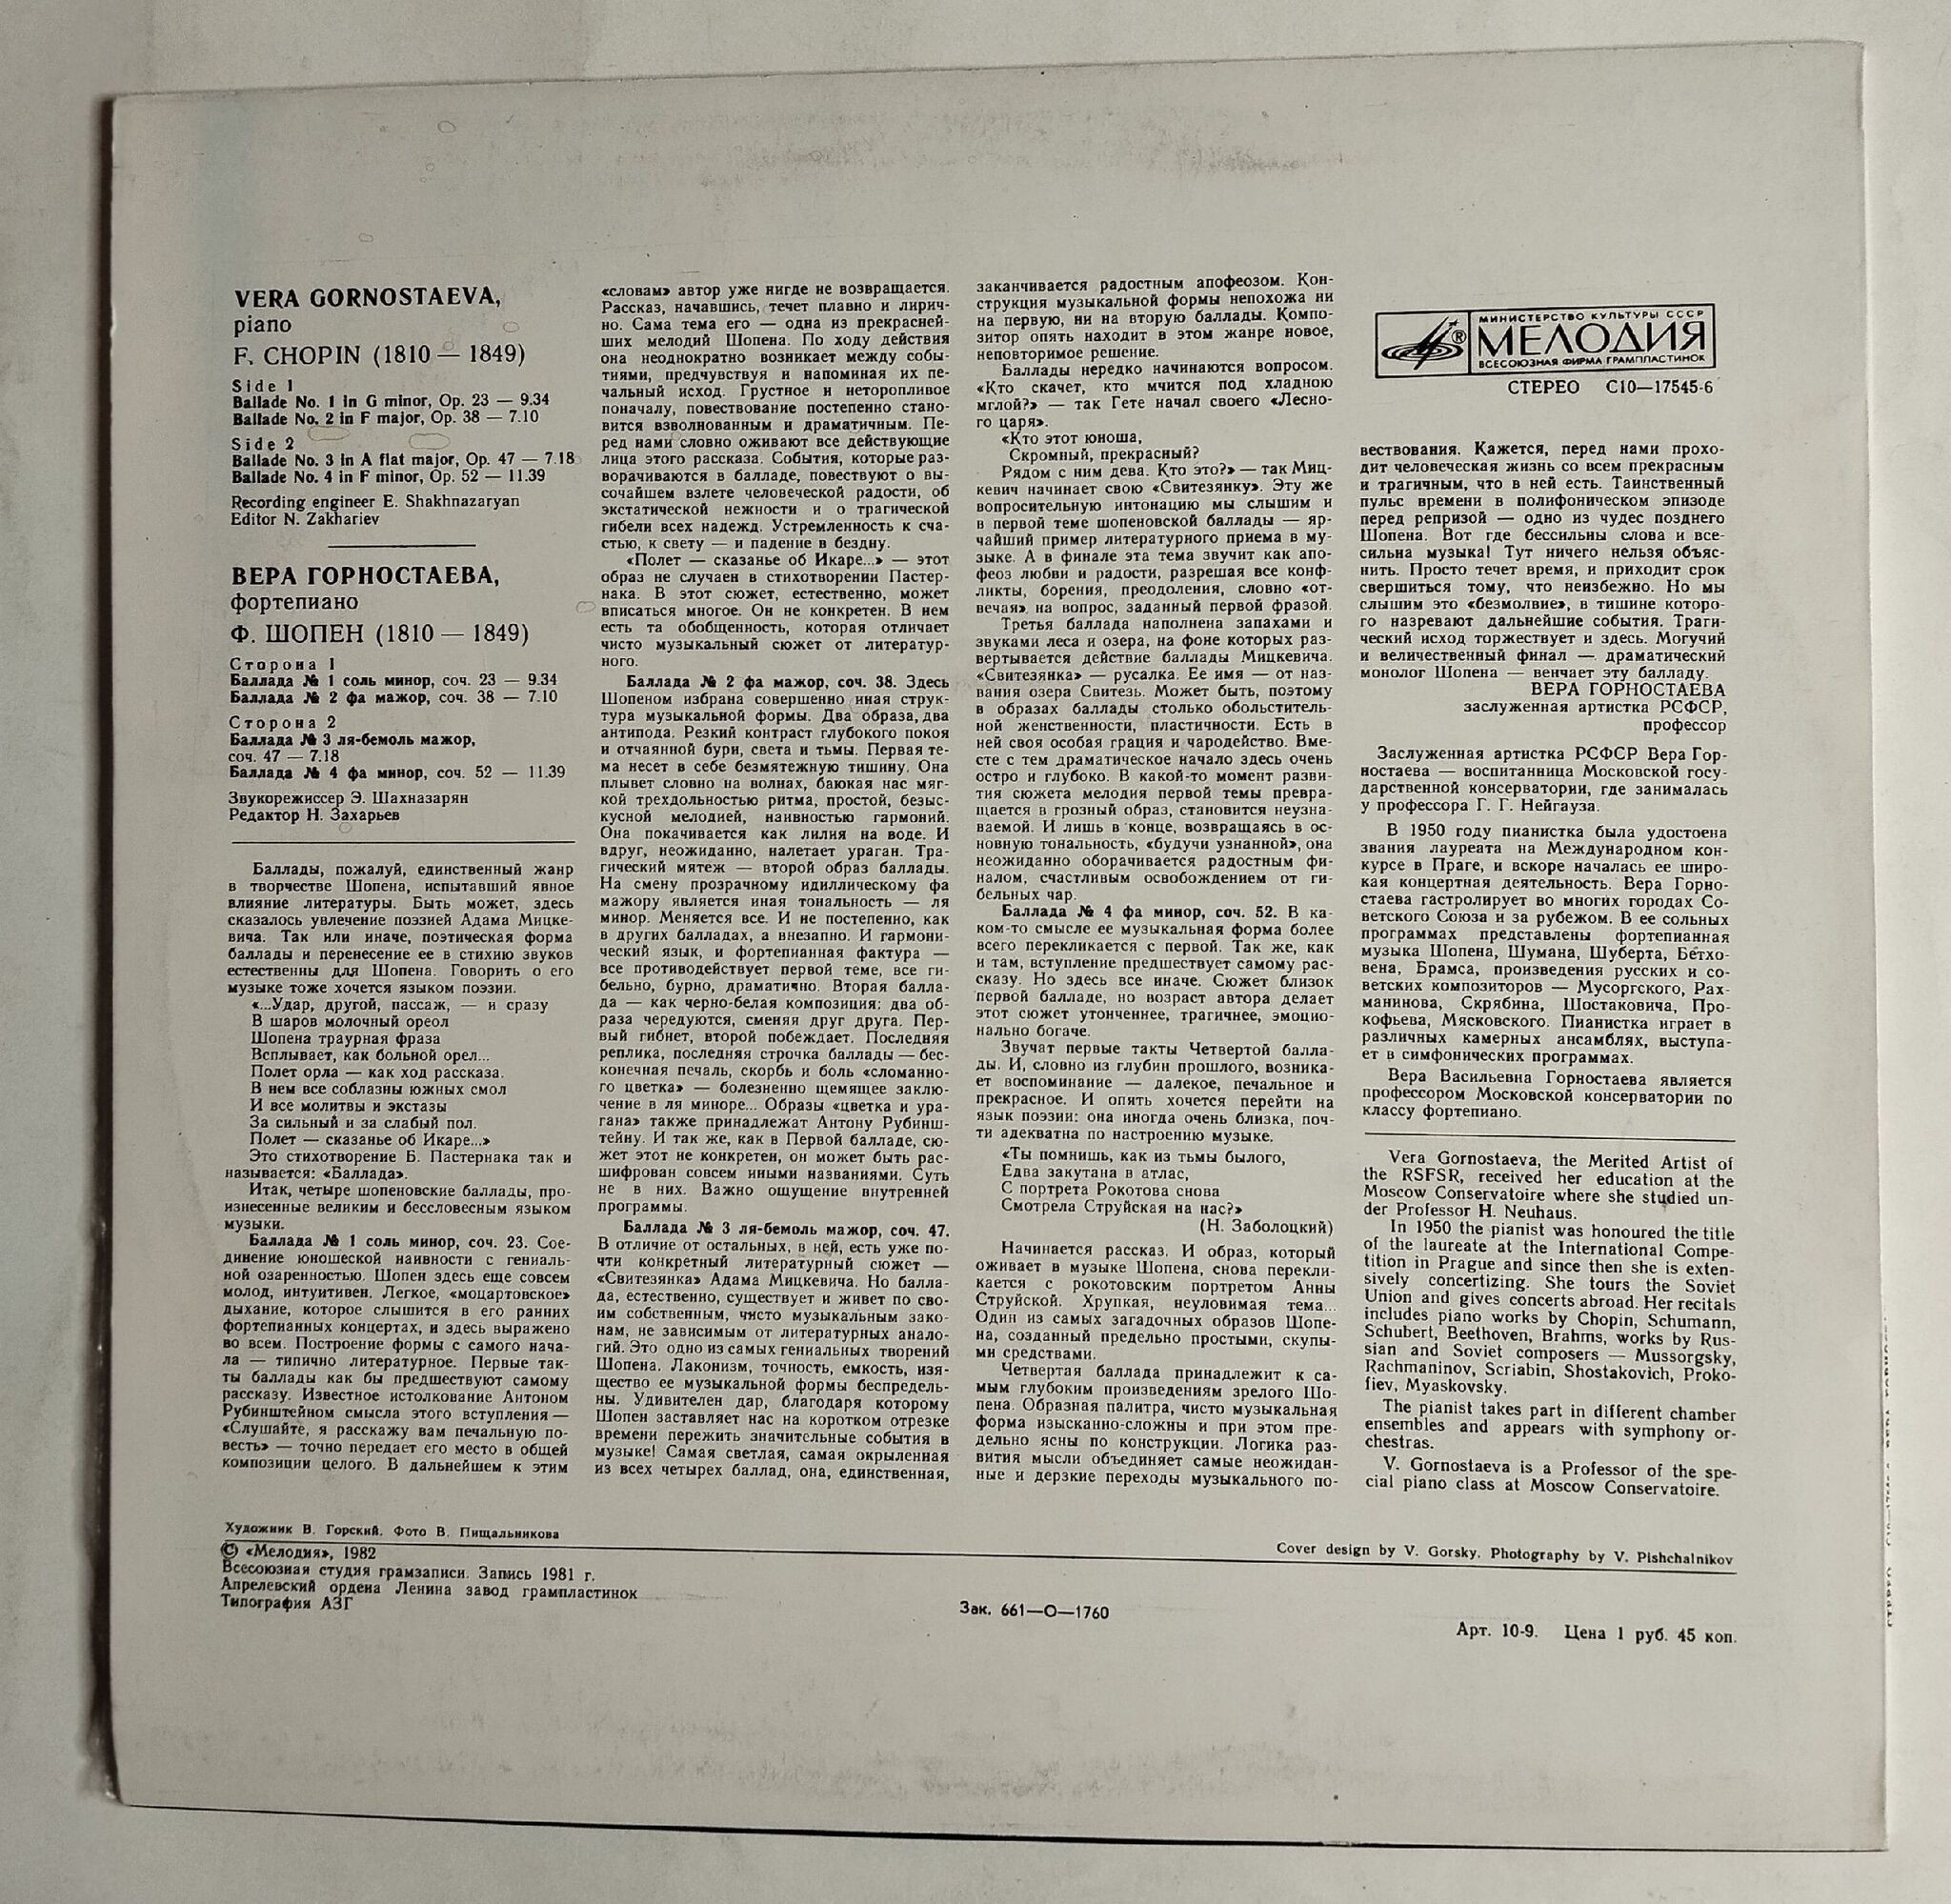 VERA GORNOSTAEVA,
piano
F. CHOPIN (1810 — 1849)
Side 1
Ballade No. 1 in G minor, Op. 23 — 9.34
Ballade No. 2 in F major, Op. 38 — 7.10
Side 2
Ballade No. 3 in A flat major, Op. 47 — 7.18
Ballade No. 4 in F minor, Op. 52 — 11.39
Recording engineer E. Shakhnazaryan
Editor N. Zakhariev
ВЕРА ГОРНОСТАЕВА,
фортепиано
Ф. ШОПЕН (1810 — 1849)
Сторона 1
Баллада № 1 соль минор, соч. 23 — 9.34
Баллада № 2 фа мажор, соч. 38 — 7.10
Сторона 2
Баллада № 3 ля-бемоль мажор,
соч. 47 — 7.18
Баллада № 4 фа минор, соч. 52 — 11.39
Звукорежиссер Э. Шахназарян
Редактор Н. Захарьев
Баллады, пожалуй, единственный жанр
в творчестве Шопена, испытавший явное
влияние литературы. Быть может, здесь
сказалось увлечение поэзией Адама Мицке-
вича. Так или иначе, поэтическая форма
баллады и перенесение ее в стихию звуков
естественны для Шопена. Говорить о его
музыке тоже хочется языком поэзии.
«...Удар, другой, пассаж, — и сразу
В шаров молочный ореол
Шопена траурная фраза
Всплывает, как больной орел...
Полет орла — как ход рассказа.
В нем все соблазны южных смол
И все молитвы и экстазы
За сильный и за слабый пол.
Полет — сказанье об Икаре...»
Это стихотворение Б. Пастернака так и
называется: «Баллада».
Итак, четыре шопеновские баллады, про-
изнесенные великим и бессловесным языком
музыки.
Баллада № 1 соль минор, соч. 23. Сое-
динение юношеской наивности с гениаль-
ной озаренностью. Шопен здесь еще совсем
молод, интуитивен. Легкое, «моцартовское»
дыхание, которое слышится в его ранних
фортепианных концертах, и здесь выражено
во всем. Построение формы с самого нача-
ла — типично литературное. Первые так-
ты баллады как бы предшествуют самому
рассказу. Известное истолкование Антоном
Рубинштейном смысла этого вступления —
«Слушайте, я расскажу вам печальную по-
весть» — точно передает его место в общей
композиции целого. В дальнейшем к этим
«словам» автор уже нигде не возвращается.
Рассказ, начавшись, течет плавно и лирич-
но. Сама тема его — одна из прекрасней-
ших мелодий Шопена. По ходу действия
она неоднократно возникает между собы-
тиями, предчувствуя и напоминая их пе-
чальный исход. Грустное и неторопливое
поначалу, повествование постепенно стано-
вится взволнованным и драматичным. Пе-
ред нами словно оживают все действующие
лица этого рассказа. События, которые раз-
ворачиваются в балладе, повествуют о вы-
сочайшем взлете человеческой радости, об
экстатической нежности и о трагической
гибели всех надежд. Устремленность к сча-
стью, к свету — и падение в бездну.
«Полет — сказанье об Икаре...» — этот
образ не случаен в стихотворении Пастер-
нака. В этот сюжет, естественно, может
вписаться многое. Он не конкретен. В нем
есть та обобщенность, которая отличает
чисто музыкальный сюжет от литератур-
ного.
Баллада № 2 фа мажор, соч. 38. Здесь
Шопеном избрана совершенно иная струк-
тура музыкальной формы. Два образа, два
антипода. Резкий контраст глубокого покоя
и отчаянной бури, света и тьмы. Первая те-
ма несет в себе безмятежную тишину. Она
плывет словно на волнах, баюкая нас мяг-
кой трехдольностью ритма, простой, безыс-
кусной мелодией, наивностью гармоний.
Она покачивается как лилия на воде. И
вдруг, неожиданно, налетает ураган. Тра-
гический мятеж — второй образ баллады.
На смену прозрачному идиллическому фа
мажору является иная тональность — ля
минор. Меняется все. И не постепенно, как
в других балладах, а внезапно. И гармони-
ческий язык, и фортепианная фактура —
все противодействует первой теме, все ги-
бельно, бурно, драматично. Вторая балла-
да — как черно-белая композиция: два об-
раза чередуются, сменяя друг друга. Пер-
вый гибнет, второй побеждает. Последняя
реплика, последняя строчка баллады — бес-
конечная печаль, скорбь и боль «сломанно-
го цветка» — болезненно щемящее заклю-
чение в ля миноре... Образы «цветка и ура-
гана» также принадлежат Антону Рубинш-
тейну. И так же, как в Первой балладе, сю-
жет этот не конкретен, он может быть рас-
шифрован совсем иными названиями. Суть
не в них. Важно ощущение внутренней
программы.
Баллада № 3 ля-бемоль мажор, соч. 47.
В отличие от остальных, в ней, есть уже по-
чти конкретный литературный сюжет —
«Свитезянка» Адама Мицкевича. Но балла-
да, естественно, существует и живет по сво-
им собственным, чисто музыкальным зако-
нам, не зависимым от литературных анало-
гий. Это одно из самых гениальных творений
Шопена. Лаконизм, точность, емкость, изя-
щество ее музыкальной формы беспредель-
ны. Удивителен дар, благодаря которому
Шопен заставляет нас на коротком отрезке
времени пережить значительные события в
музыке! Самая светлая, самая окрыленная
из всех четырех баллад, она, единственная,
заканчивается радостным апофеозом. Кон-
струкция музыкальной формы непохожа ни
на первую, ни на вторую баллады. Компо-
зитор опять находит в этом жанре новое,
неповторимое решение.
Баллады нередко начинаются вопросом.
«Кто скачет, кто мчится под хладною
мглой?» — так Гете начал своего «Лесно-
го царя».
«Кто этот юноша,
Скромный, прекрасный?
Рядом с ним дева. Кто это?» — так Миц-
кевич начинает свою «Свитезянку». Эту же
вопросительную интонацию мы слышим и
в первой теме шопеновской баллады — яр-
чайший пример литературного приема в му-
зыке. А в финале эта тема звучит как апо-
феоз любви и радости, разрешая все конф-
ликты, борения, преодоления, словно «от-
вечая» на вопрос, заданный первой фразой.
Третья баллада наполнена запахами и
звуками леса и озера, на фоне которых раз-
вертывается действие баллады Мицкевича.
«Свитезянка» — русалка. Ее имя — от наз-
вания озера Свитезь. Может быть, поэтому
в образах баллады столько обольститель-
ной женственности, пластичности. Есть в
ней своя особая грация и чародейство. Вме-
сте с тем драматическое начало здесь очень
остро и глубоко. В какой-то момент разви-
тия сюжета мелодия первой темы превра-
щается в грозный образ, становится неузна-
ваемой. И лишь в конце, возвращаясь в ос-
новную тональность, «будучи узнанной», она
неожиданно оборачивается радостным фи-
налом, счастливым освобождением от ги-
бельных чар.
Баллада № 4 фа минор, соч. 52. В ка-
ком-то смысле ее музыкальная форма более
всего перекликается с первой. Так же, как
и там, вступление предшествует самому рас-
сказу. Но здесь все иначе. Сюжет близок
первой балладе, но возраст автора делает
этот сюжет утонченнее, трагичнее, эмоцио-
нально богаче.
Звучат первые такты Четвертой балла-
ды. И, словно из глубин прошлого, возника-
ет воспоминание — далекое, печальное и
прекрасное. И опять хочется перейти на
язык поэзии: она иногда очень близка, поч-
ти адекватна по настроению музыке.
«Ты помнишь, как из тьмы былого,
Едва закутана в атлас,
С портрета Рокотова снова
Смотрела Струйская на нас?»
(Н. Заболоцкий)
Начинается рассказ. И образ, который
оживает в музыке Шопена, снова перекли-
кается с рокотовским портретом Анны
Струйской. Хрупкая, неуловимая тема...
Один из самых загадочных образов Шопе-
на, созданный предельно простыми, скупы-
ми средствами.
Четвертая баллада принадлежит к са-
мым глубоким произведениям зрелого Шо-
пена. Образная палитра, чисто музыкальная
форма изысканно-сложны и при этом пре-
дельно ясны по конструкции. Логика раз-
вития мысли объединяет самые неожидан-
ные и дерзкие переходы музыкального по-
МИНИСТЕРСТВО КУЛЬТУРЫ СССР
МЕЛОДИЯ
ВСЕСОЮЗНАЯ ФИРМА ГРАМПЛАСТИНОК
СТЕРЕО С10—17545-6
вествования. Кажется, перед нами прохо-
дит человеческая жизнь со всем прекрасным
и трагичным, что в ней есть. Таинственный
пульс времени в полифоническом эпизоде
перед репризой — одно из чудес позднего
Шопена. Вот где бессильны слова и все-
сильна музыка! Тут ничего нельзя объяс-
нить. Просто течет время, и приходит срок
свершиться тому, что неизбежно. Но мы
слышим это «безмолвие», в тишине которо-
го назревают дальнейшие события. Траги-
ческий исход торжествует и здесь. Могучий
и величественный финал — драматический
монолог Шопена — венчает эту балладу.
ВЕРА ГОРНОСТАЕВА
заслуженная артистка РСФСР,
профессор
Заслуженная артистка РСФСР Вера Гор-
ностаева — воспитанница Московской госу-
дарственной консерватории, где занималась
у профессора Г. Г. Нейгауза.
В 1950 году пианистка была удостоена
звания лауреата на Международном кон-
курсе в Праге, и вскоре началась ее широ-
кая концертная деятельность. Вера Горно-
стаева гастролирует во многих городах Со-
ветского Союза и за рубежом. В ее сольных
программах представлены фортепианная
музыка Шопена, Шумана, Шуберта, Бетхо-
вена, Брамса, произведения русских и со-
ветских композиторов — Мусоргского, Рах-
манинова, Скрябина, Шостаковича, Про-
кофьева, Мясковского. Пианистка играет в
различных камерных ансамблях, выступа-
ет в симфонических программах.
Вера Васильевна Горностаева является
профессором Московской консерватории по
классу фортепиано.
Vera Gornostaeva, the Merited Artist of
the RSFSR, received her education at the
Moscow Conservatoire where she studied un-
der Professor H. Neuhaus.
In 1950 the pianist was honoured the title
of the laureate at the International Compe-
tition in Prague and since then she is exten-
sively concertizing. She tours the Soviet
Union and gives concerts abroad. Her recitals
includes piano works by Chopin, Schumann,
Schubert, Beethoven, Brahms, works by Rus-
sian and Soviet composers — Mussorgsky,
Rachmaninov, Scriabin, Shostakovich, Proko-
fiev, Myaskovsky.
The pianist takes part in different chamber
ensembles and appears with symphony or-
chestras.
V. Gornostaeva is a Professor of the spe-
cial piano class at Moscow Conservatoire.
Художник В. Горский. Фото В. Пищальникова
Cover design by V. Gorsky. Photography by V. Pishchalnikov
© «Мелодия», 1982
Всесоюзная студия грамзаписи. Запись 1981 г.
Апрелевский ордена Ленина завод грампластинок
Типография АЗГ
Зак. 661—О—1760
Арт. 10-9. Цена 1 руб. 45 коп.